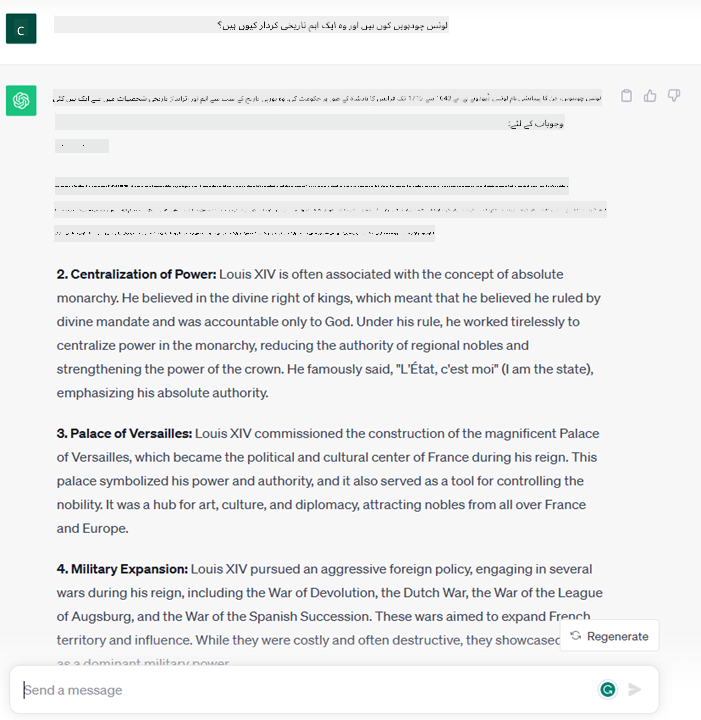 C
لوئس چودہویں کون ہیں اور وہ ایک اہم تاریخی کردار کیوں ہیں؟
وجوہات کے لئے:
2. Centralization of Power: Louis XIV is often associated with the concept of absolute
monarchy. He believed in the divine right of kings, which meant that he believed he ruled by
divine mandate and was accountable only to God. Under his rule, he worked tirelessly to
centralize power in the monarchy, reducing the authority of regional nobles and
strengthening the power of the crown. He famously said, "L'État, c'est moi" (I am the state),
emphasizing his absolute authority.
3. Palace of Versailles: Louis XIV commissioned the construction of the magnificent Palace
of Versailles, which became the political and cultural center of France during his reign. This
palace symbolized his power and authority, and it also served as a tool for controlling the
nobility. It was a hub for art, culture, and diplomacy, attracting nobles from all over France
and Europe.
4. Military Expansion: Louis XIV pursued an aggressive foreign policy, engaging in several
wars during his reign, including the War of Devolution, the Dutch War, the War of the League
of Augsburg, and the War of the Spanish Succession. These wars aimed to expand French
territory and influence. While they were costly and often destructive, they showcased
as a dominant military power
Regenerate
Send a message